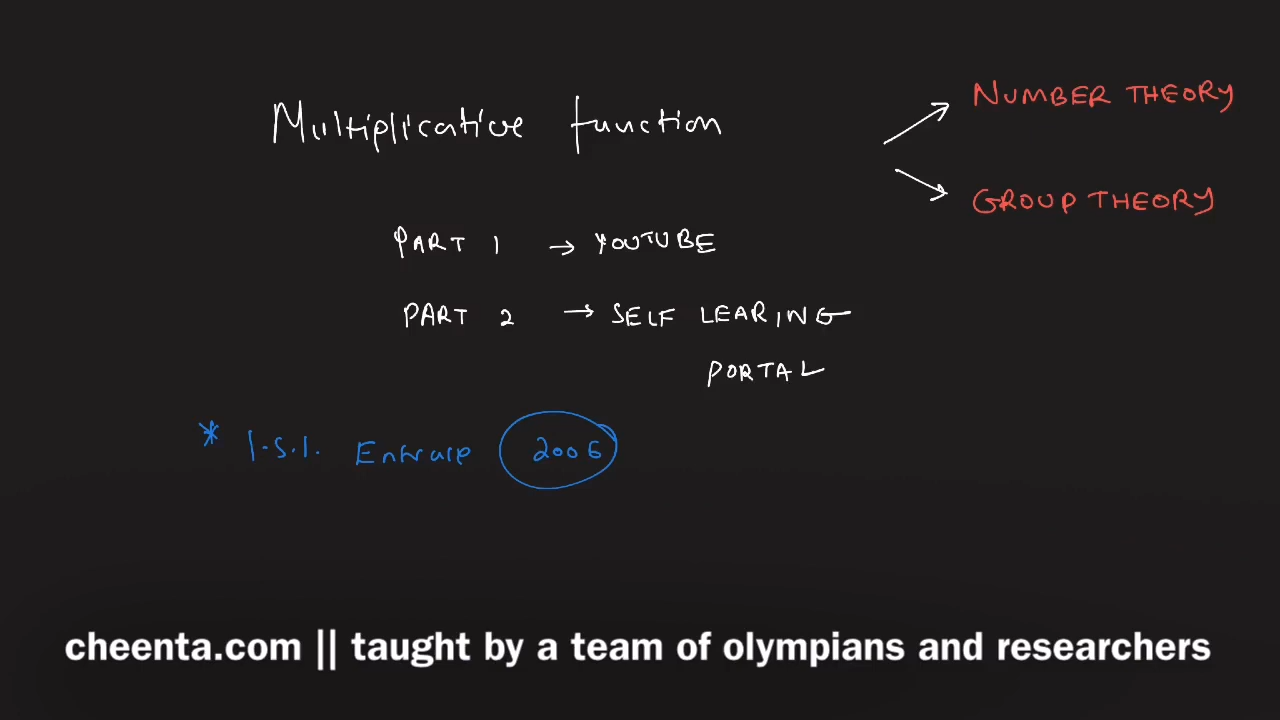 Multiplicative function
NUMBER THEORY
GROUP THEORY
PART 1 → YOUTUBE
PART 2 → SELF LEARING
PORTAL
* I.S.I. Entrace 2006
cheenta.com || taught by a team of olympians and researchers